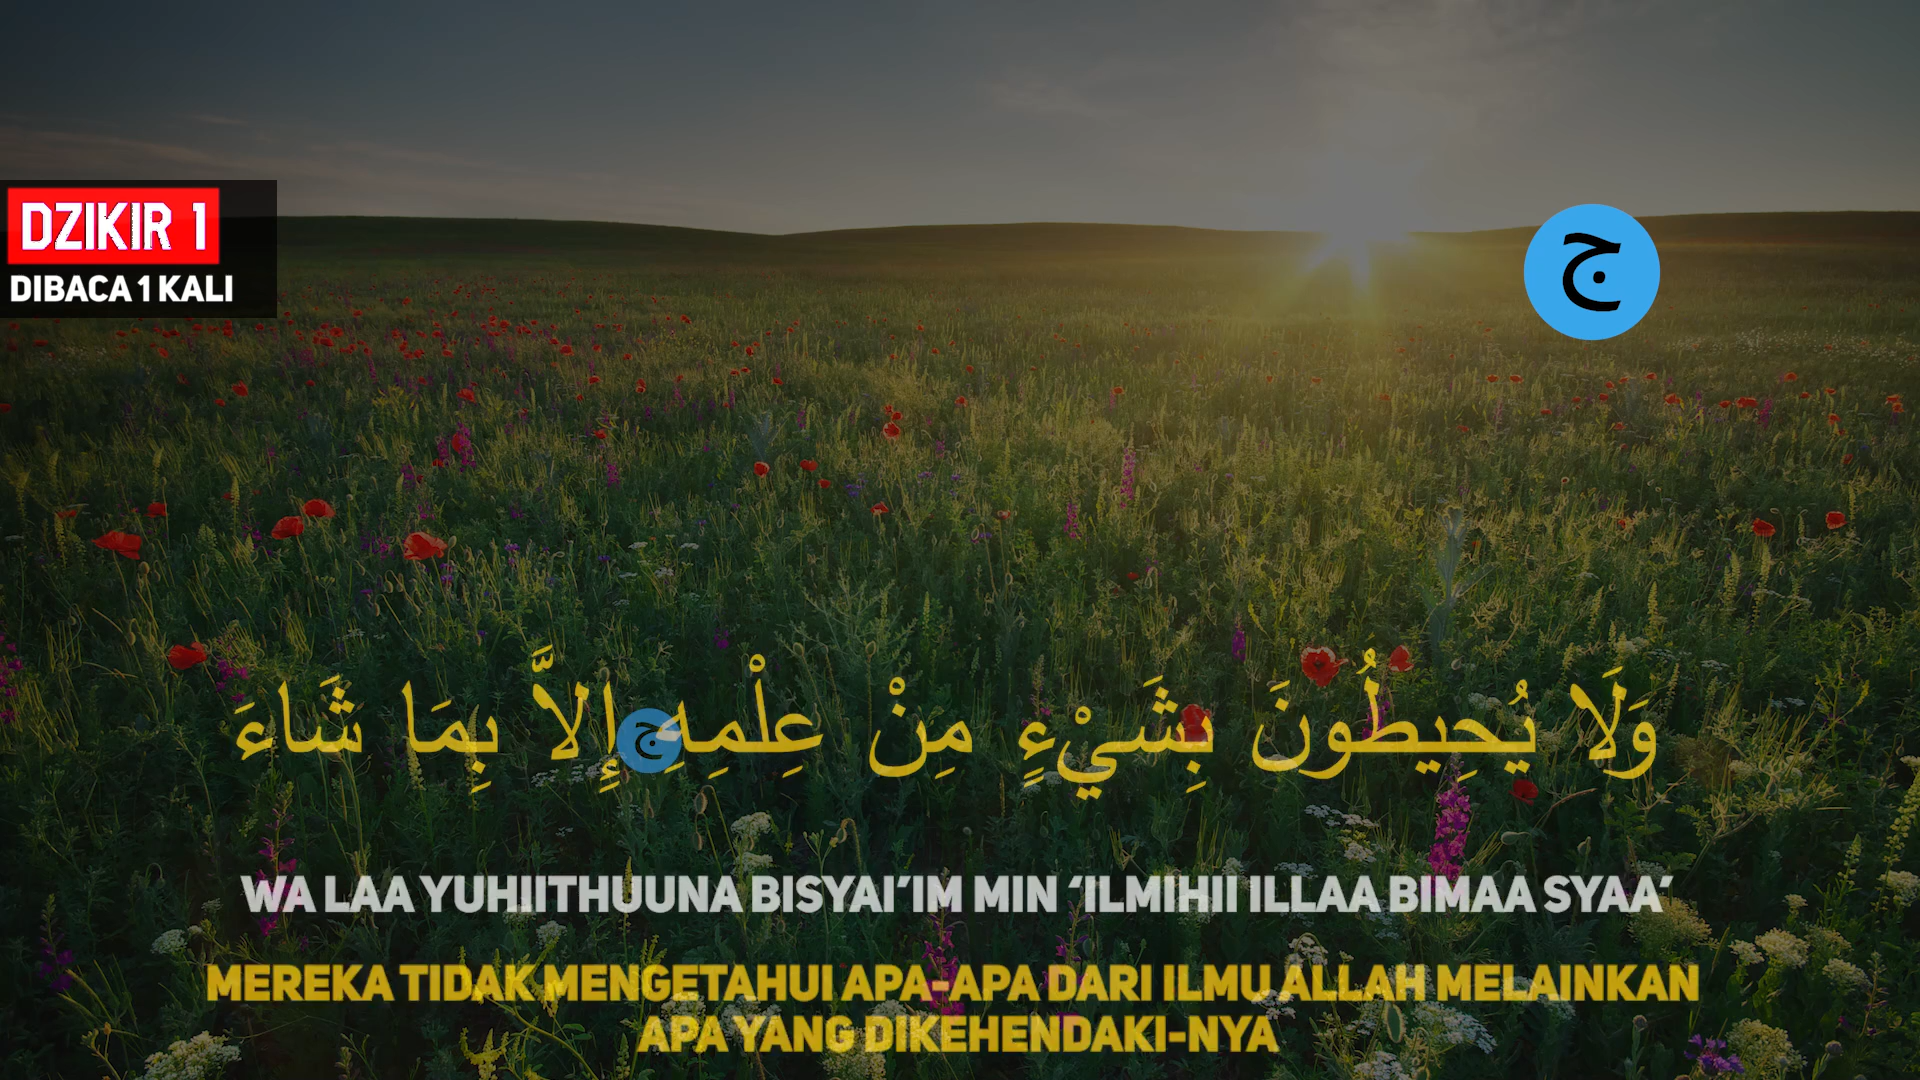 DZIKIR 1
DIBACA 1 KALI
ج
وَلَا يُحِيطُونَ بِشَيْءٍ مِنْ عِلْمِهِ ج إِلاَّ بِمَا شَاءَ
WA LAA YUHIITHUUNA BISYAI’IM MIN ‘ILMIHII ILLAA BIMAA SYAA’
MEREKA TIDAK MENGETAHUI APA-APA DARI ILMU ALLAH MELAINKAN
APA YANG DIKEHENDAKI-NYA